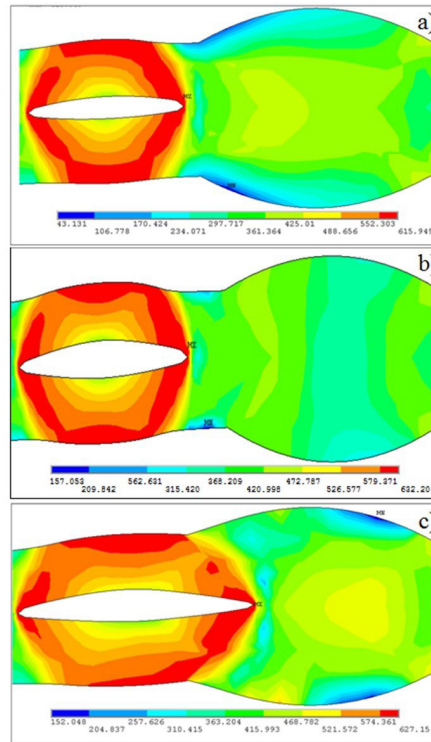 a)
MX
MN
43.131 170.424 297.717 425.01 552.303
106.778 234.071 361.364 488.656 615.949
b)
MX
MN
157.053 562.631 368.209 472.787 579.371
209.842 315.420 420.998 526.577 632.20
c)
MN
MX
152.048 257.626 363.204 468.782 574.361
204.837 310.415 415.993 521.572 627.15